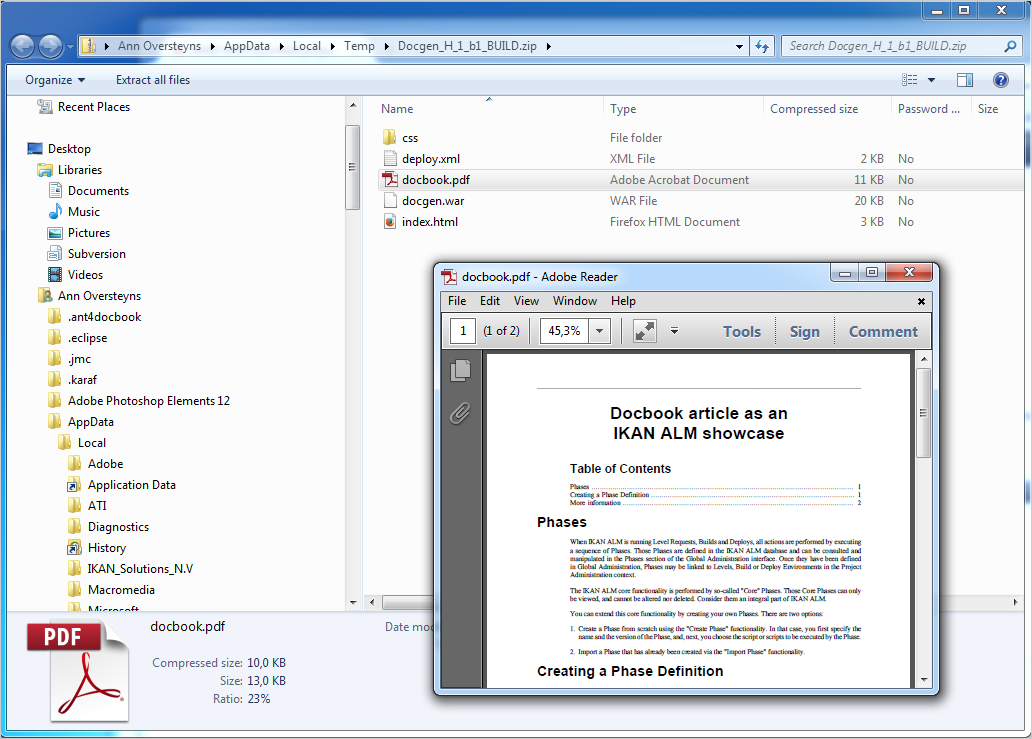 Ann Oversteyns ▸ AppData ▸ Local ▸ Temp ▸ Docgen_H_1_b1_BUILD.zip ▸
Search Docgen_H_1_b1_BUILD.zip
Organize
Extract all files
Recent Places
Desktop
Libraries
Documents
Music
Pictures
Subversion
Videos
Ann Oversteyns
.ant4docbook
.eclipse
.jmc
.karaf
Adobe Photoshop Elements 12
AppData
Local
Adobe
Application Data
ATI
Diagnostics
History
IKAN_Solutions_N.V
Macromedia
Microsoft
Name Type Compressed size Password ... Size
css File folder
deploy.xml XML File 2 KB No
docbook.pdf Adobe Acrobat Document 11 KB No
docgen.war WAR File 20 KB No
index.html Firefox HTML Document 3 KB No
docbook.pdf - Adobe Reader
File Edit View Window Help
1 (1 of 2) 45,3% Tools Sign Comment
Docbook article as an
IKAN ALM showcase
Table of Contents
Phases 1
Creating a Phase Definition 1
More information 2
Phases
When IKAN ALM is running Level Requests, Builds and Deploys, all actions are performed by executing
a sequence of Phases. Those Phases are defined in the IKAN ALM database and can be consulted and
manipulated in the Phases section of the Global Administration interface. Once they have been defined
in Global Administration, Phases may be linked to Levels, Build or Deploy Environments in the Project
Administration context.
The IKAN ALM core functionality is performed by so-called "Core" Phases. Those Core Phases can only
be viewed, and cannot be altered nor deleted. Consider them an integral part of IKAN ALM.
You can extend this core functionality by creating your own Phases. There are two options:
1. Create a Phase from scratch using the "Create Phase" functionality. In that case, you first specify the
name and the version of the Phase, and, next, you choose the script or scripts to be executed by the Phase.
2. Import a Phase that has already been created via the "Import Phase" functionality.
Creating a Phase Definition
PDF
docbook.pdf
Date mo
Compressed size: 10,0 KB
Size: 13,0 KB
Ratio: 23%